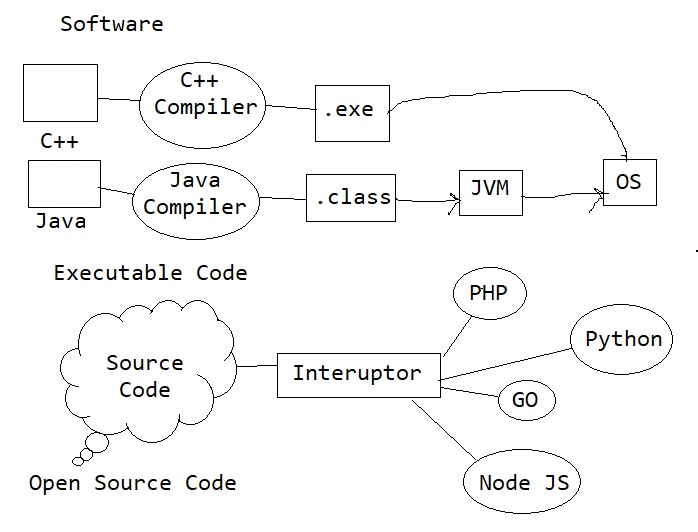 Software
C++
Compiler
.exe
C++
Java
Compiler
.class
JVM
OS
Java
Executable Code
PHP
Python
Source
Code
Interuptor
GO
Open Source Code
Node JS